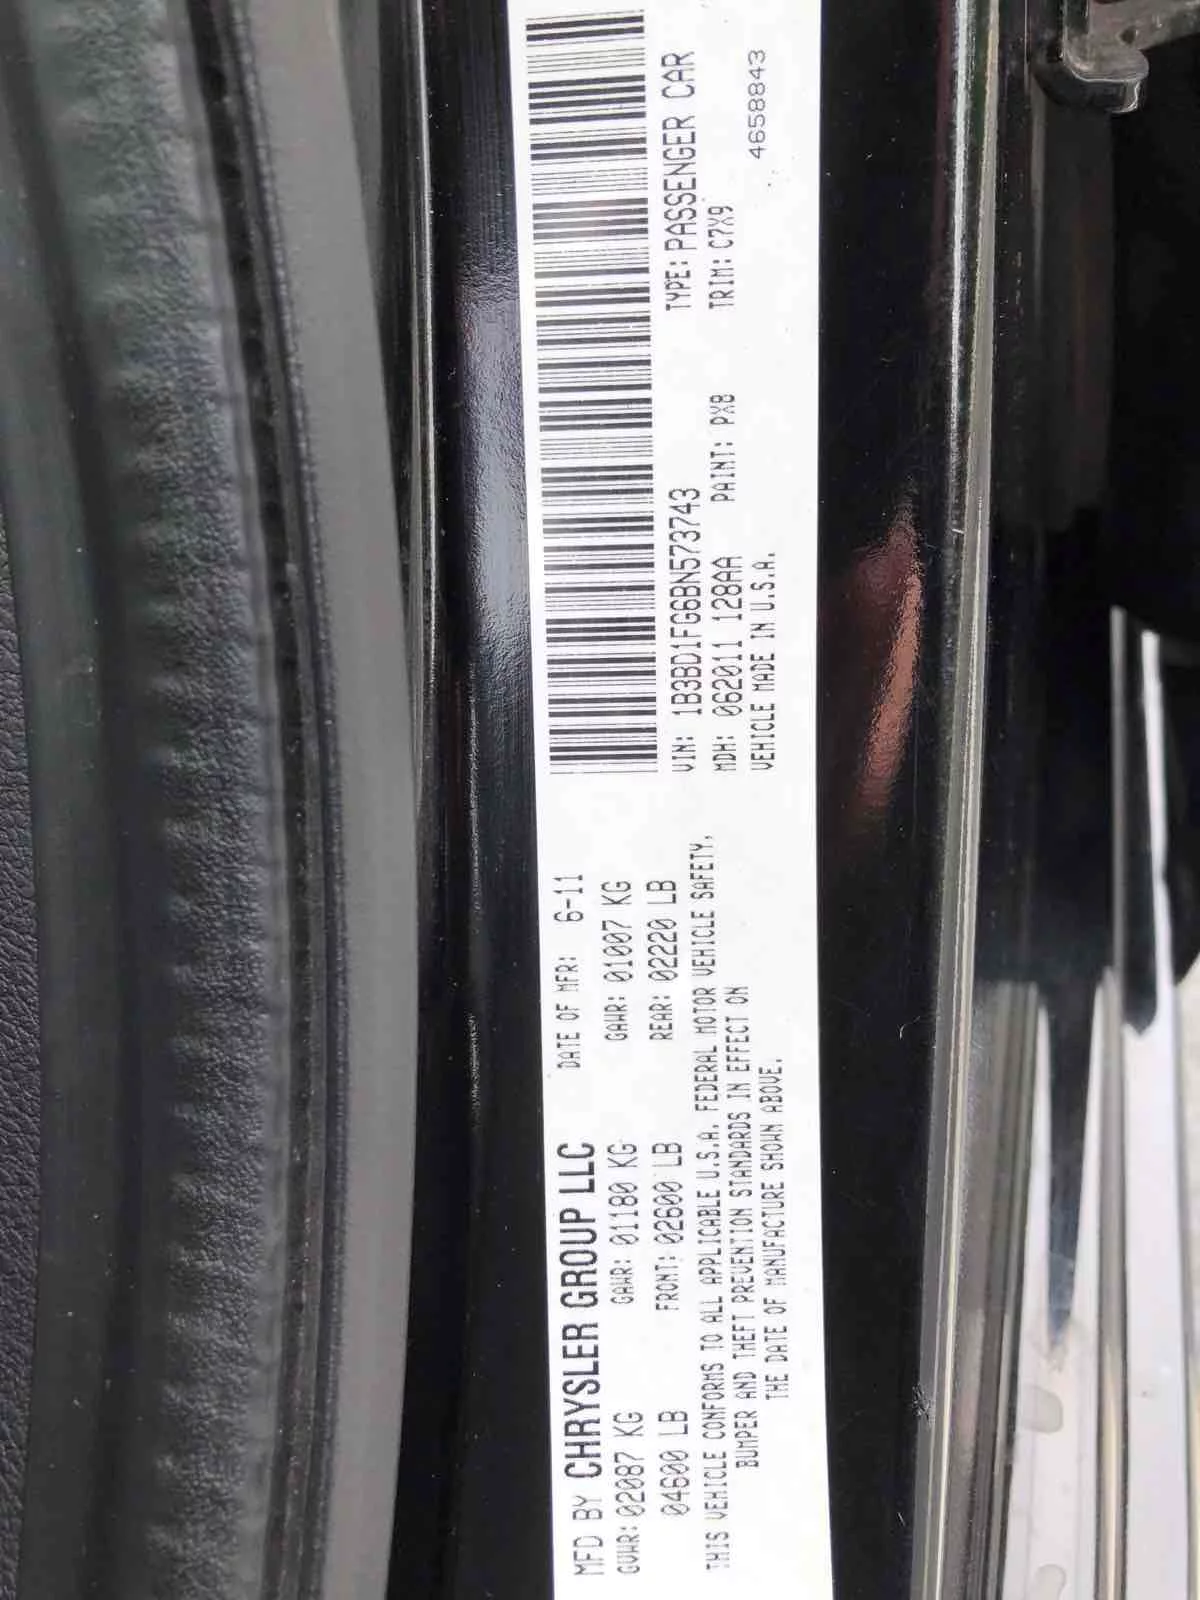 MFD BY CHRYSLER GROUP LLC DATE OF MFR: 6-11
GVWR: 02087 KG GAWR: 01180 KG GAWR: 01007 KG
04600 LB FRONT: 02600 LB REAR: 02220 LB
THIS VEHICLE CONFORMS TO ALL APPLICABLE U.S.A. FEDERAL MOTOR VEHICLE SAFETY,
BUMPER AND THEFT PREVENTION STANDARDS IN EFFECT ON
THE DATE OF MANUFACTURE SHOWN ABOVE.
VIN: 1B3BD1FG6BN573743 TYPE: PASSENGER CAR
MDH: 062011 128AA PAINT: PX8 TRIM: C7X9
VEHICLE MADE IN U.S.A. 4658843